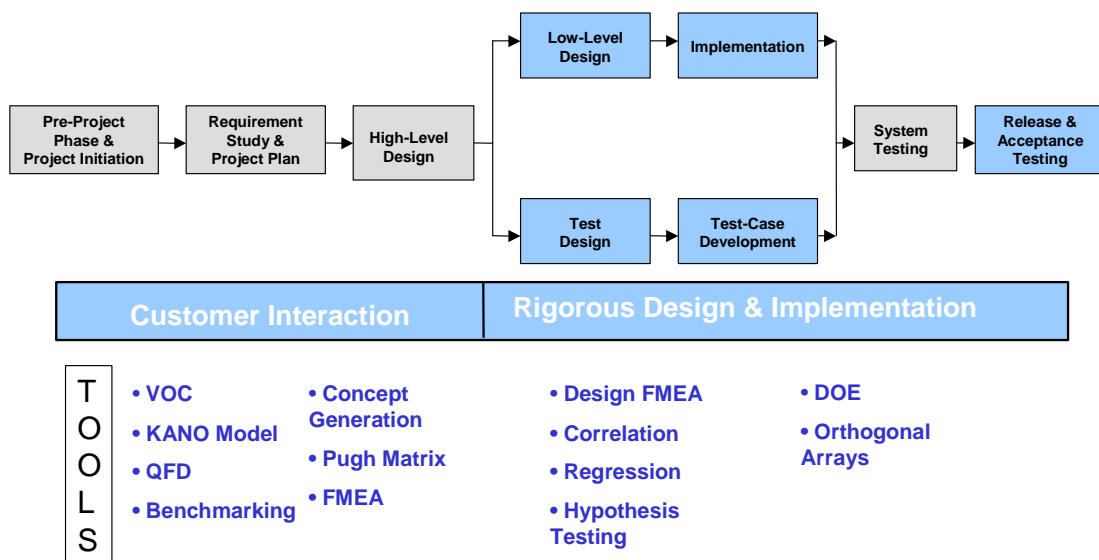 Low-Level
Design
Implementation
Pre-Project
Phase &
Project Initiation
Requirement
Study &
Project Plan
High-Level
Design
System
Testing
Release &
Acceptance
Testing
Test
Design
Test-Case
Development
Customer Interaction
Rigorous Design & Implementation
T
O
O
L
S
• VOC
• KANO Model
• QFD
• Benchmarking
• Concept
Generation
• Pugh Matrix
• FMEA
• Design FMEA
• Correlation
• Regression
• Hypothesis
Testing
• DOE
• Orthogonal
Arrays